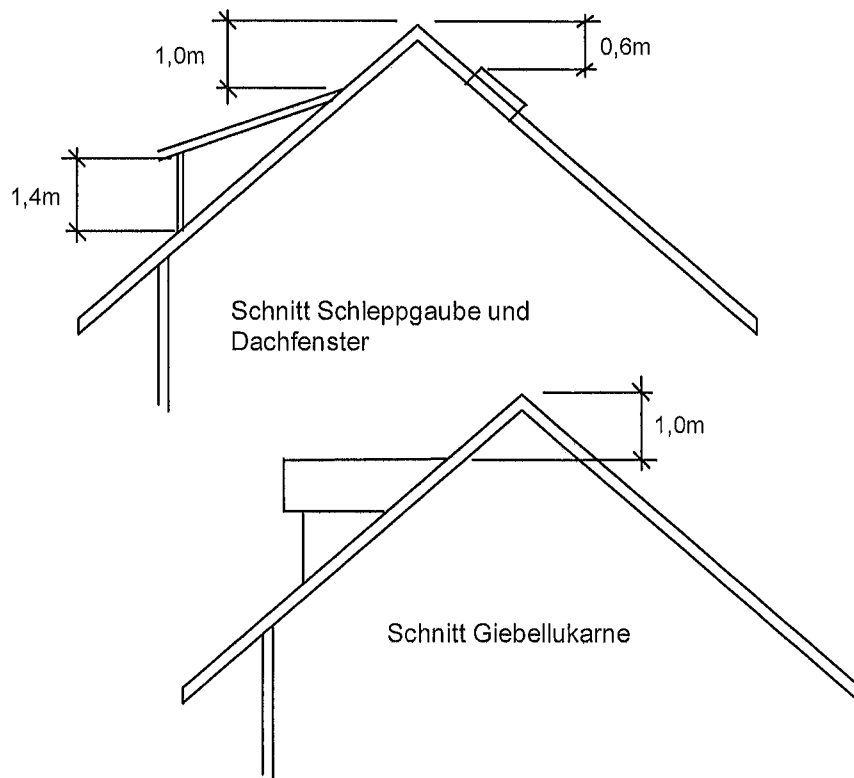 1,0m
0,6m
1,4m
Schnitt Schleppgaube und
Dachfenster
1,0m
Schnitt Giebellukarne